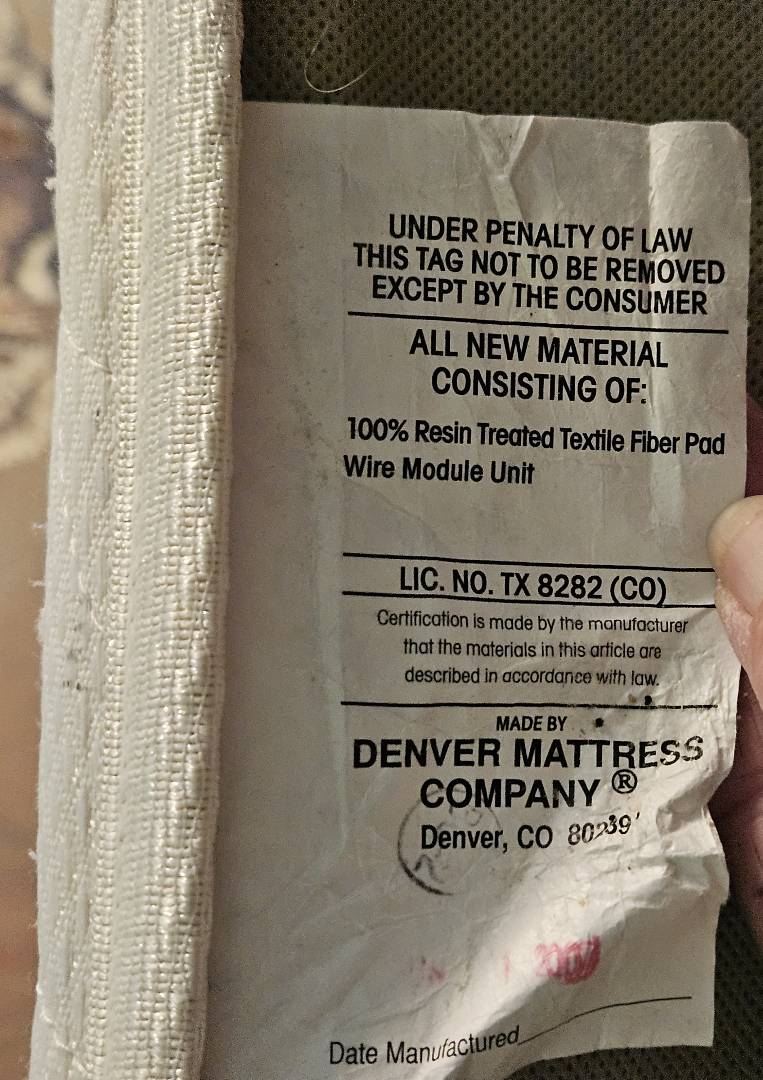 UNDER PENALTY OF LAW
THIS TAG NOT TO BE REMOVED
EXCEPT BY THE CONSUMER
ALL NEW MATERIAL
CONSISTING OF:
100% Resin Treated Textile Fiber Pad
Wire Module Unit
LIC. NO. TX 8282 (CO)
Certification is made by the manufacturer
that the materials in this article are
described in accordance with law.
MADE BY
DENVER MATTRESS
COMPANY ®
Denver, CO 80239
Date Manufactured